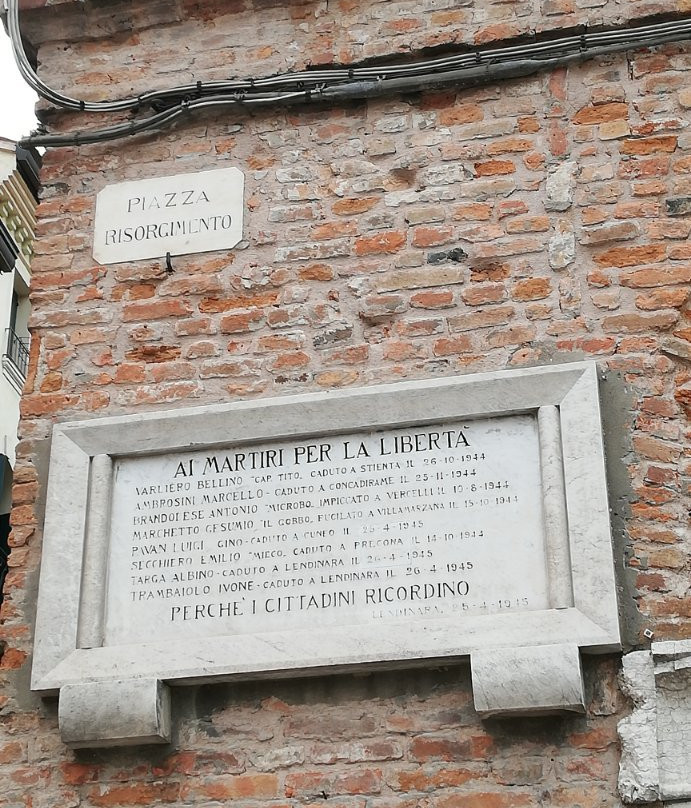 PIAZZA
RISORGIMENTO
AI MARTIRI PER LA LIBERTÀ
VARLIERO BELLINO "CAP. TITO, CADUTO A STIENTA IL 26-10-1944
AMBROSINI MARCELLO-CADUTO A CONCADIRAME IL 25-11-1944
BRANDOLESE ANTONIO "MICROBO, IMPICCATO A VERCELLI IL 10-8-1944
MARCHETTO GESUMIO, "IL GOBBO, FUCILATO A VILLAMARZANA IL 15-10-1944
PAVAN LUIGI GINO-CADUTO A CUNEO IL 25-4-1945
SECCHIERO EMILIO "MICCO, CADUTO A IL 14-10-1944
TARGA ALBINO-CADUTO A LENDINARA IL 26-4-1945
TRAMBAIOLO IVONE-CADUTO A LENDINARA IL 26-4-1945
PERCHE' I CITTADINI RICORDINO
LENDINARA, 25-4-1945